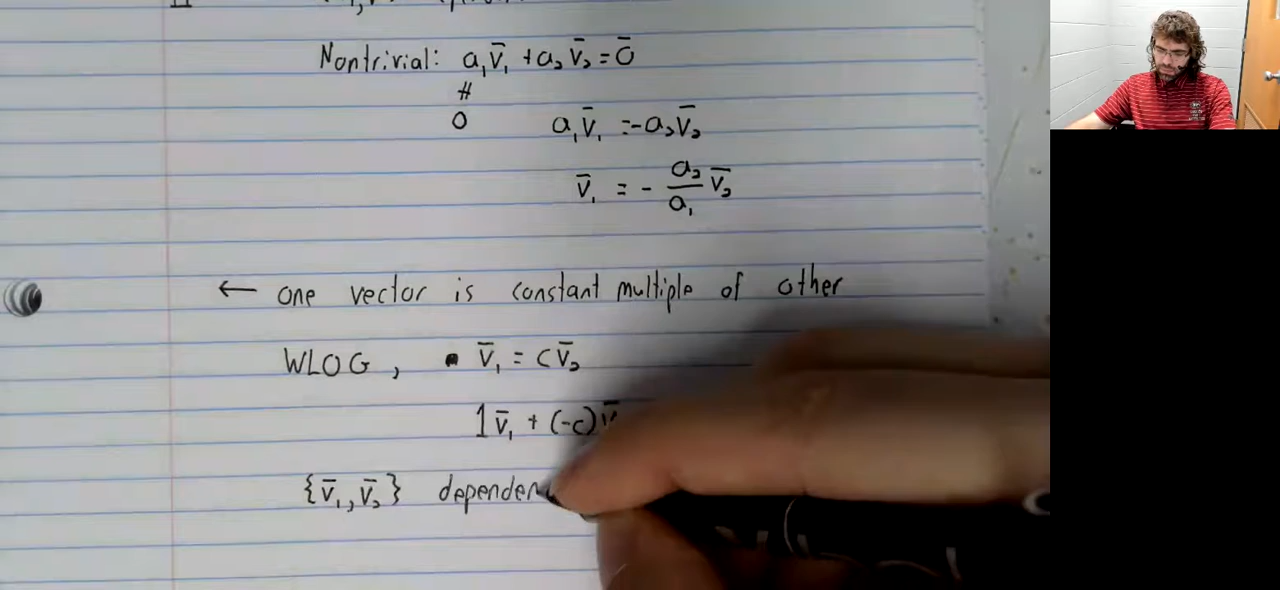 Nontrivial: a₁v̄₁ + a₂v̄₂ = 0̄
≠
0
a₁v̄₁ = -a₂v̄₂
v̄₁ = - a₂/a₁ v̄₂
← one vector is constant multiple of other
WLOG, v̄₁ = cv̄₂
1v̄₁ + (-c)v̄
{v̄₁, v̄₂} dependen